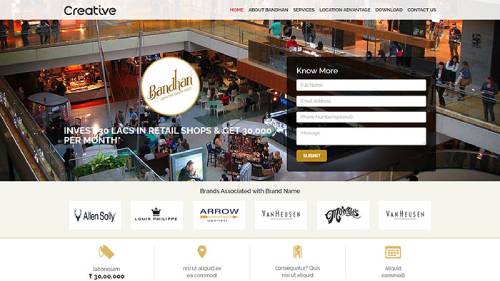 Creative
HOME ABOUT BANDHAN SERVICES LOCATION ADVANTAGE DOWNLOAD CONTACT US
Bandhan
INVEST 30 LACS IN RETAIL SHOPS & GET 30,000
PER MONTH*
Know More
Full Name
Email Address
Phone Number(optional)
Message
SUBMIT
Brands Associated with Brand Name
Allen Solly
LOUIS PHILIPPE
ARROW
VAN HEUSEN
VAN HEUSEN
laboriosam
₹ 30,00,000
nisi ut aliquid ex
ex commodi
consequatur? Quis
nisi ut aliquid
aliquid
commodi